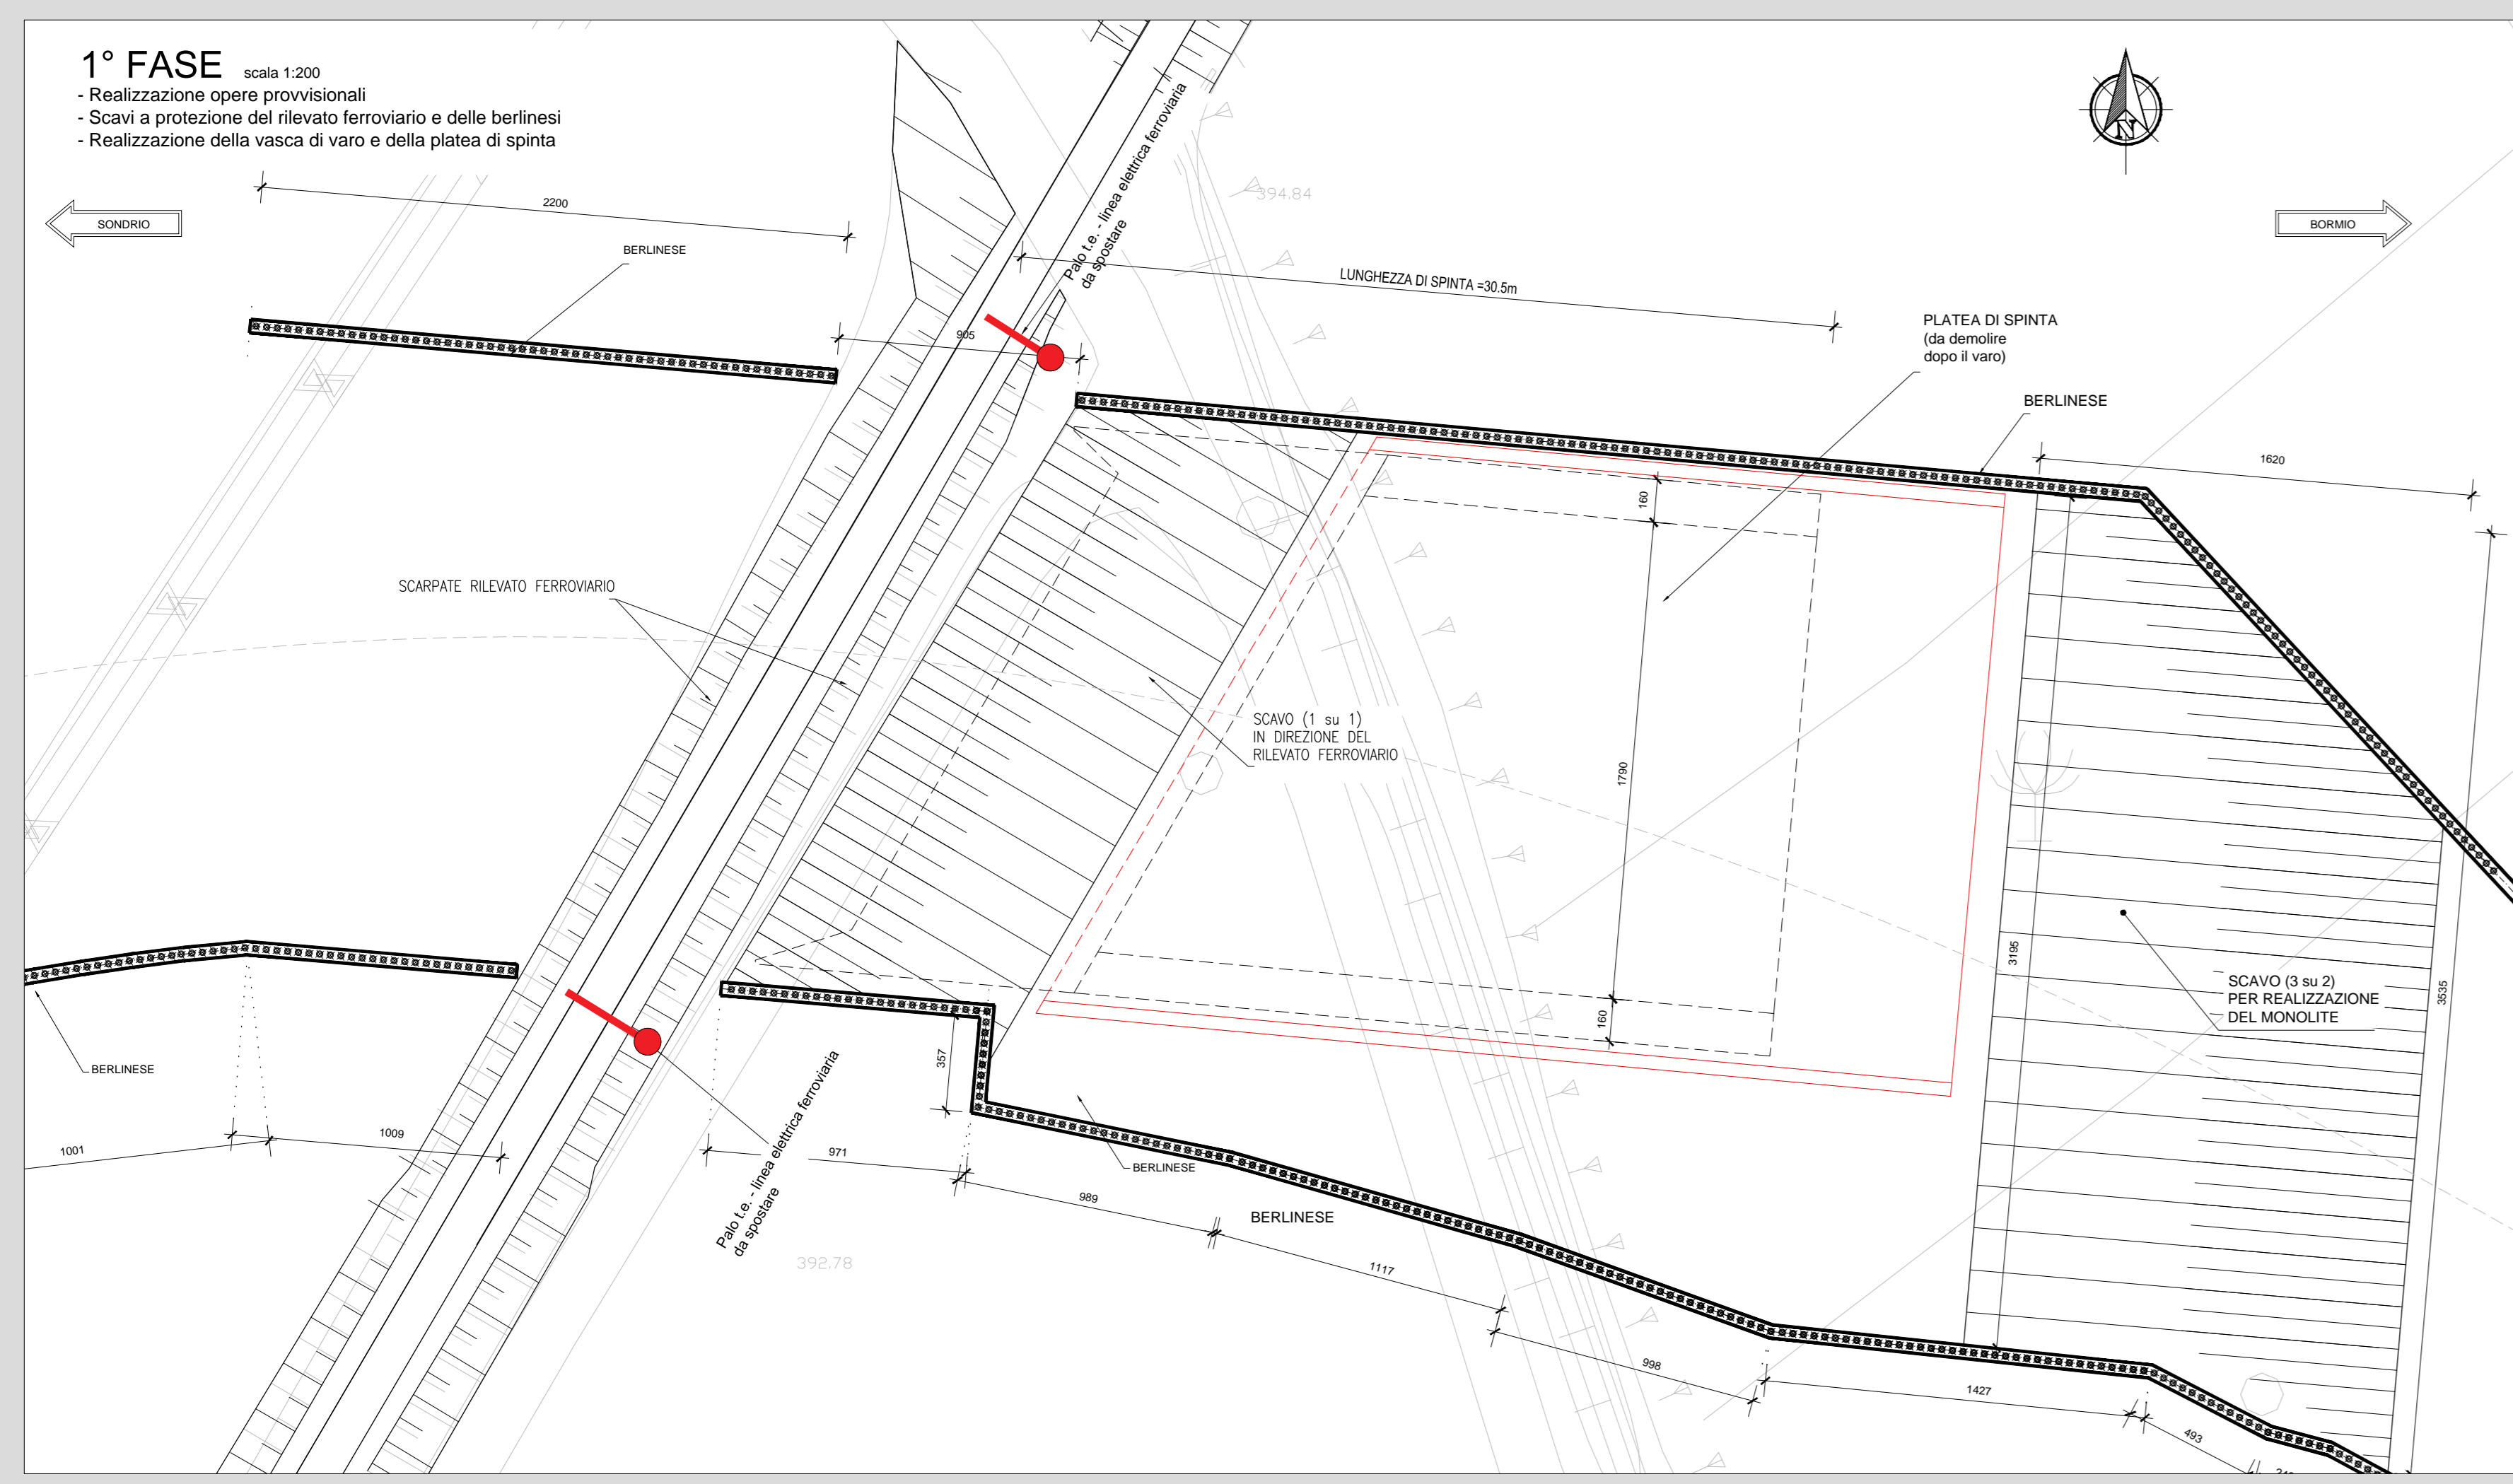 1° FASE scala 1:200
- Realizzazione opere provvisionali
- Scavi a protezione del rilevato ferroviario e delle berlinesi
- Realizzazione della vasca di varo e della platea di spinta
SONDRIO
2200
BERLINESE
Palo t.e. - linea elettrica ferroviaria
da spostare
394.84
N
BORMIO
LUNGHEZZA DI SPINTA =30.5m
905
PLATEA DI SPINTA
(da demolire
dopo il varo)
BERLINESE
1620
160
SCARPATE RILEVATO FERROVIARIO
SCAVO (1 su 1)
IN DIREZIONE DEL
RILEVATO FERROVIARIO
1790
3195
SCAVO (3 su 2)
PER REALIZZAZIONE
DEL MONOLITE
3535
160
357
BERLINESE
1001
1009
Palo t.e. - linea elettrica ferroviaria
da spostare
971
BERLINESE
989
BERLINESE
392.78
1117
998
1427
493